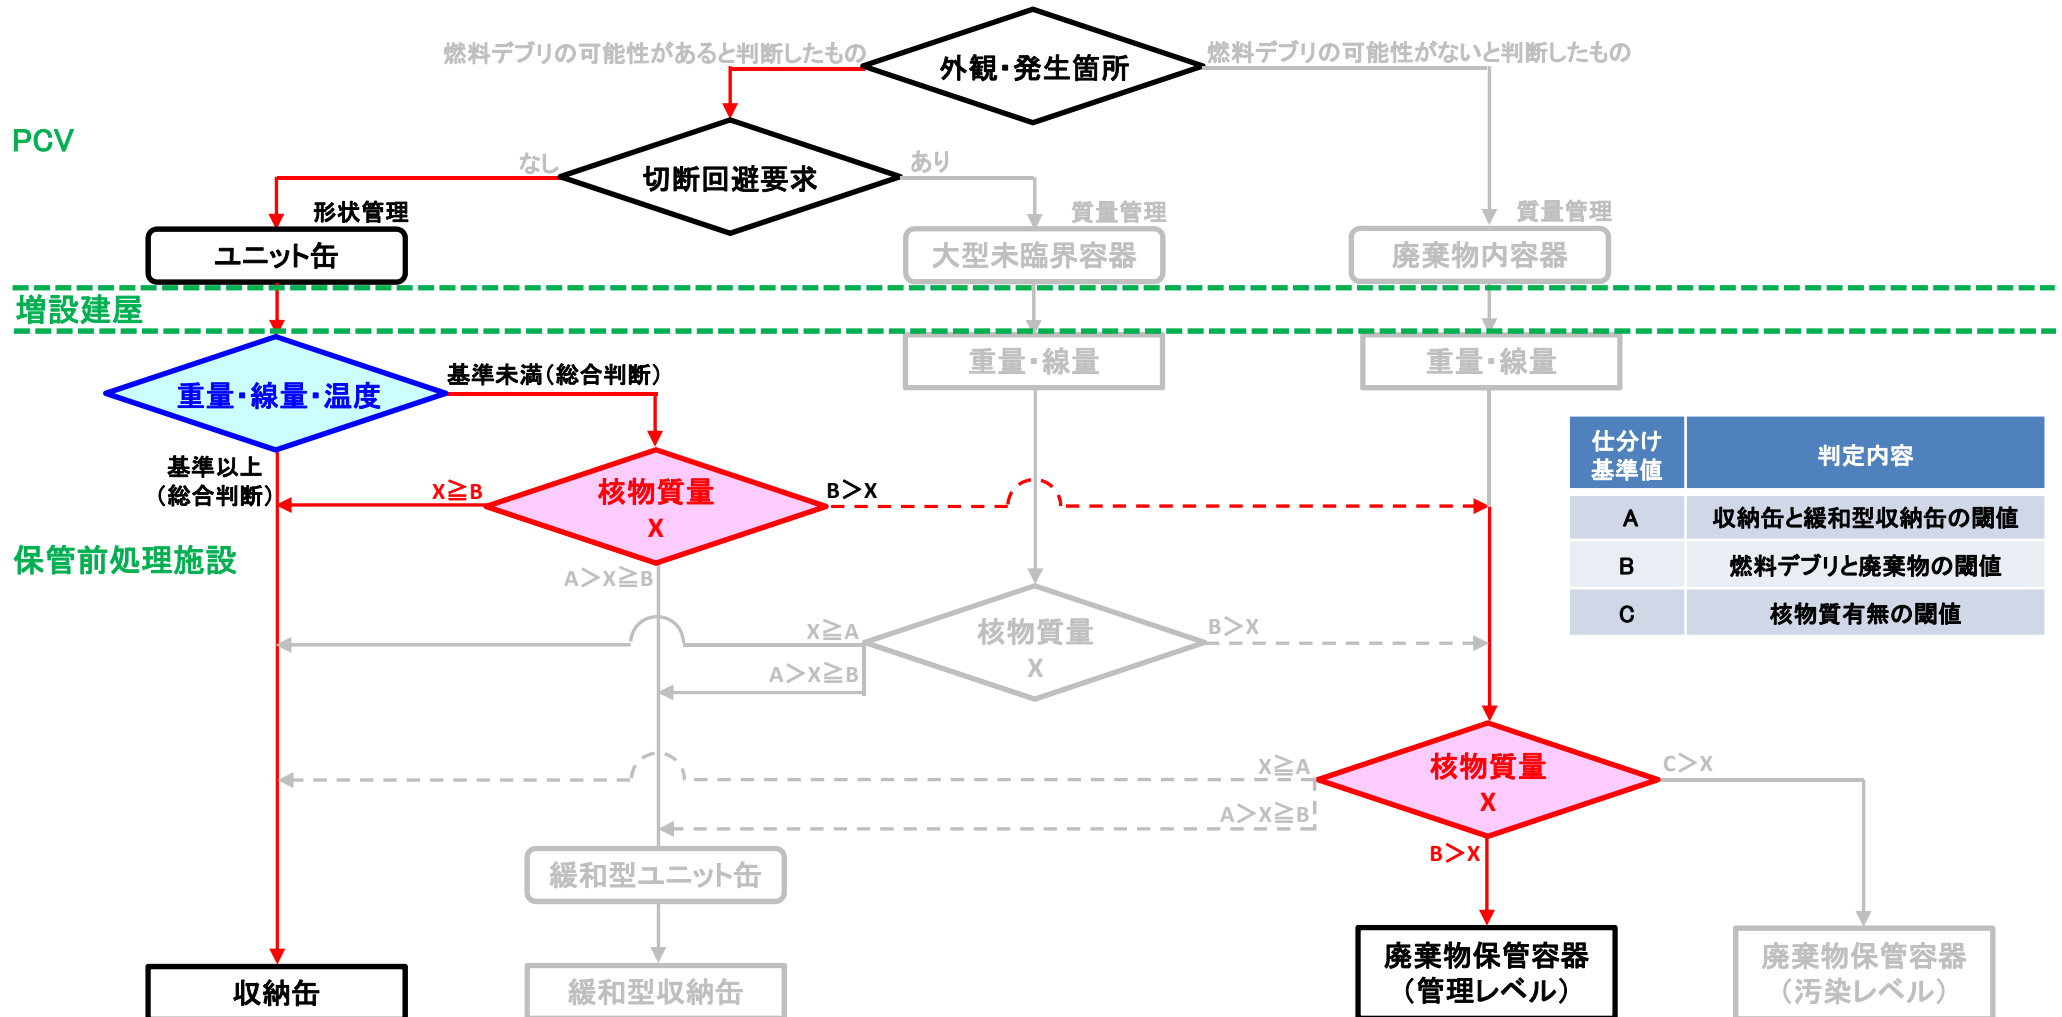 燃料デブリの可能性があると判断したもの
外観・発生箇所
燃料デブリの可能性がないと判断したもの
PCV
なし
切断回避要求
あり
形状管理
質量管理
質量管理
ユニット缶
大型未臨界容器
廃棄物内容器
増設建屋
重量・線量・温度
基準未満(総合判断)
重量・線量
重量・線量
基準以上
(総合判断)
X≧B
核物質量
X
B>X
仕分け
基準値
判定内容
A
収納缶と緩和型収納缶の閾値
B
燃料デブリと廃棄物の閾値
C
核物質有無の閾値
保管前処理施設
A>X≧B
X≧A
核物質量
X
B>X
A>X≧B
X≧A
核物質量
X
C>X
A>X≧B
B>X
緩和型ユニット缶
収納缶
緩和型収納缶
廃棄物保管容器
(管理レベル)
廃棄物保管容器
(汚染レベル)